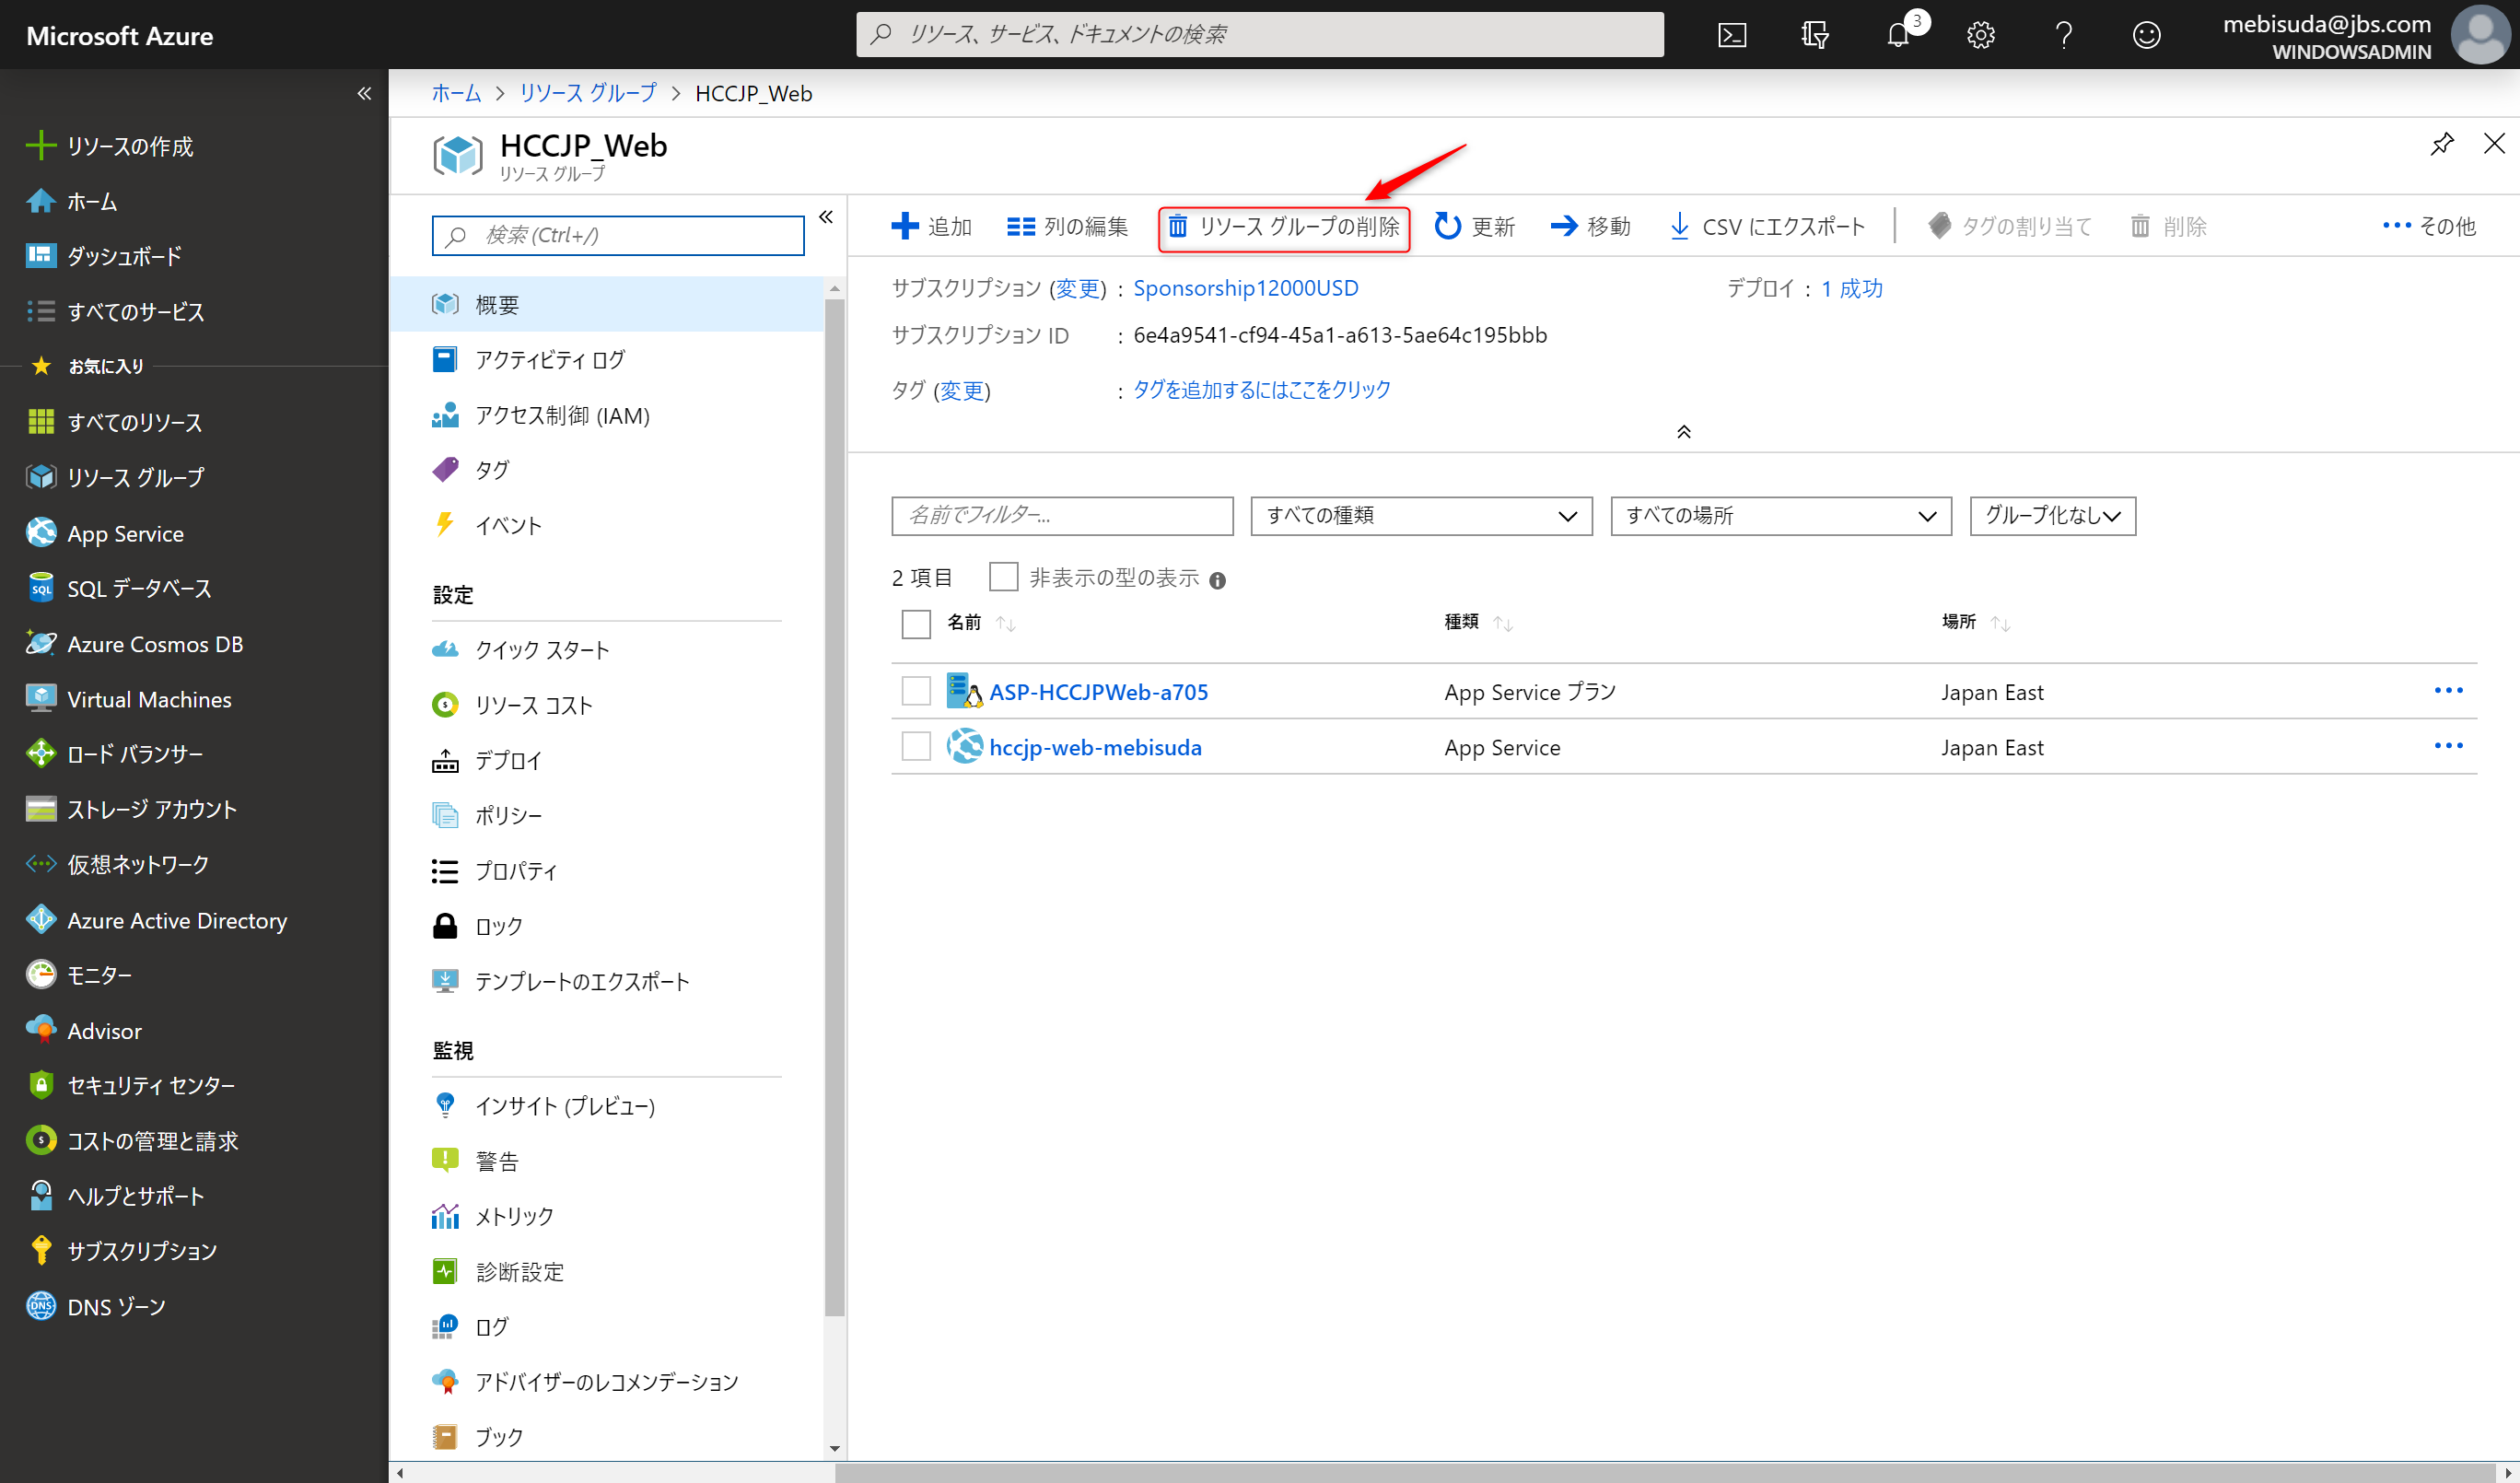 Microsoft Azure
リソース、サービス、ドキュメントの検索
3
mebisuda@jbs.com
WINDOWSADMIN
リソースの作成
ホーム
ダッシュボード
すべてのサービス
お気に入り
すべてのリソース
リソース グループ
App Service
SQL データベース
Azure Cosmos DB
Virtual Machines
ロード バランサー
ストレージ アカウント
仮想ネットワーク
Azure Active Directory
モニター
Advisor
セキュリティ センター
コストの管理と請求
ヘルプとサポート
サブスクリプション
DNS ゾーン
ホーム > リソース グループ > HCCJP_Web
HCCJP_Web
リソース グループ
検索 (Ctrl+/)
概要
アクティビティ ログ
アクセス制御 (IAM)
タグ
イベント
設定
クイック スタート
リソース コスト
デプロイ
ポリシー
プロパティ
ロック
テンプレートのエクスポート
監視
インサイト (プレビュー)
警告
メトリック
診断設定
ログ
アドバイザーのレコメンデーション
ブック
追加 列の編集 リソース グループの削除 更新 移動 CSV にエクスポート タグの割り当て 削除 その他
サブスクリプション (変更) : Sponsorship12000USD デプロイ : 1 成功
サブスクリプション ID : 6e4a9541-cf94-45a1-a613-5ae64c195bbb
タグ (変更) : タグを追加するにはここをクリック
名前でフィルター... すべての種類 すべての場所 グループ化なし
2 項目 非表示の型の表示
名前 種類 場所
ASP-HCCJPWeb-a705 App Service プラン Japan East
hccjp-web-mebisuda App Service Japan East